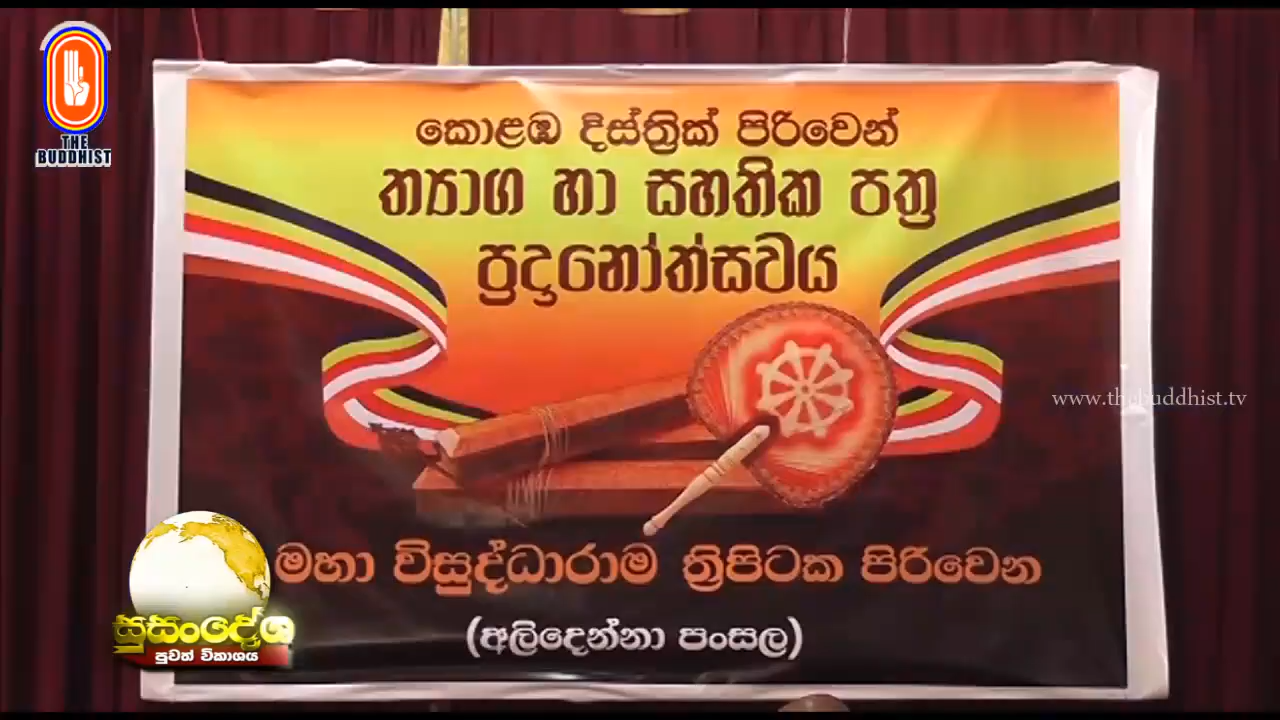 THE
BUDDHIST
කොළඹ දිස්ත්‍රික් පිරිවෙන්
ත්‍යාග හා සහතික පත්‍ර
ප්‍රදානෝත්සවය
www.thebuddhist.tv
මහා විසුද්ධාරාම ත්‍රිපිටක පිරිවෙන
(අලිදෙන්නා පංසල)
සුසංදේශ
පුවත් විකාශය